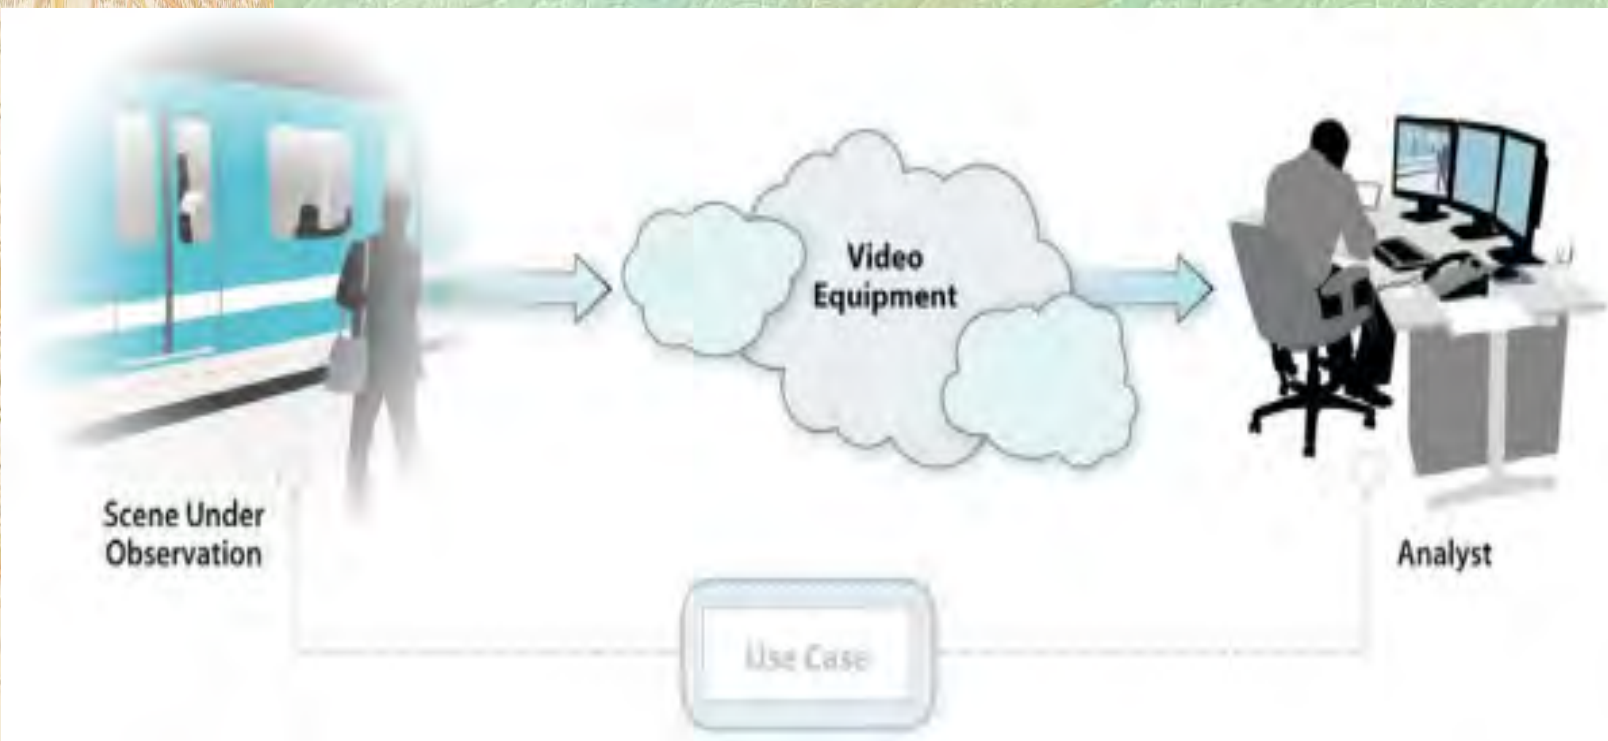 Video
Equipment
Scene Under
Observation
Analyst
Use Case